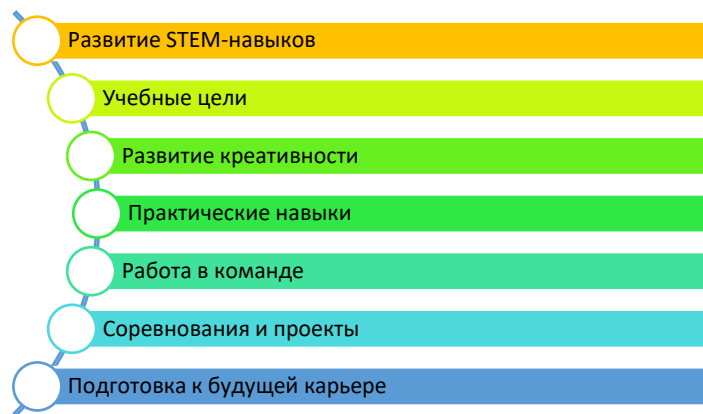 Развитие STEM-навыков
Учебные цели
Развитие креативности
Практические навыки
Работа в команде
Соревнования и проекты
Подготовка к будущей карьере